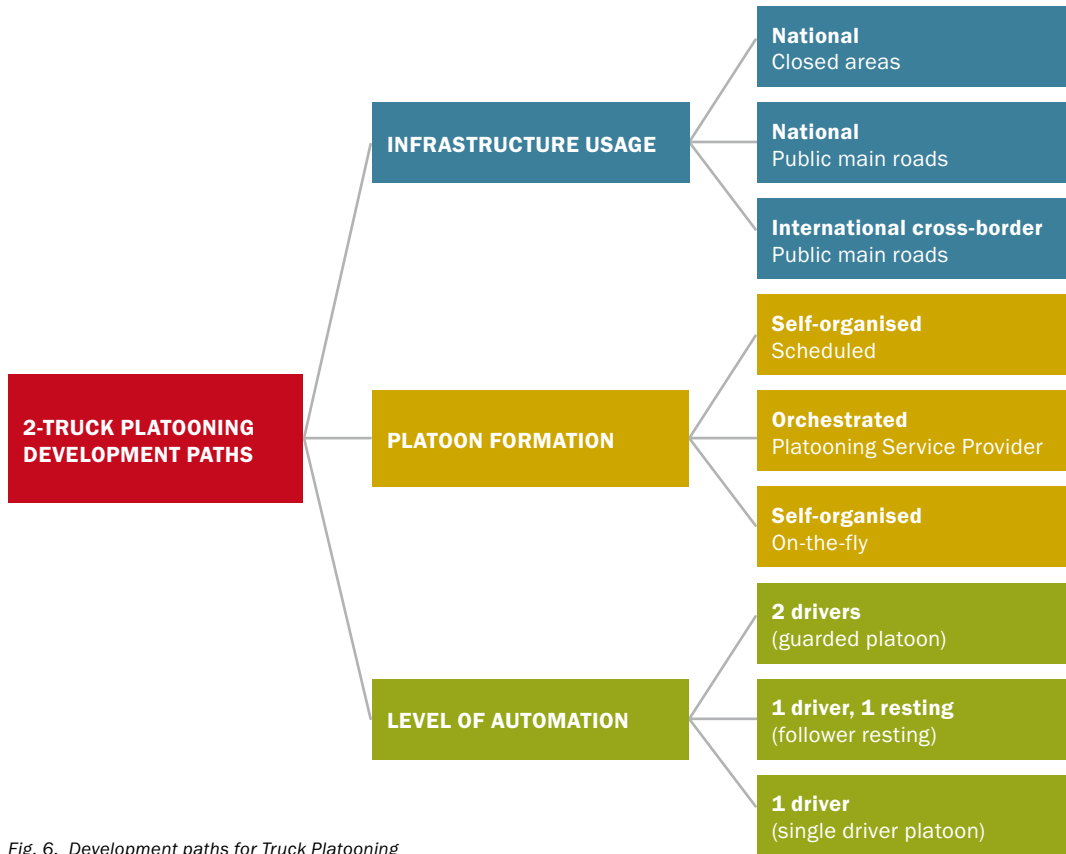 2-TRUCK PLATOONING
DEVELOPMENT PATHS
INFRASTRUCTURE USAGE
National
Closed areas
National
Public main roads
International cross-border
Public main roads
PLATOON FORMATION
Self-organised
Scheduled
Orchestrated
Platooning Service Provider
Self-organised
On-the-fly
LEVEL OF AUTOMATION
2 drivers
(guarded platoon)
1 driver, 1 resting
(follower resting)
1 driver
(single driver platoon)
Fig. 6. Development paths for Truck Platooning